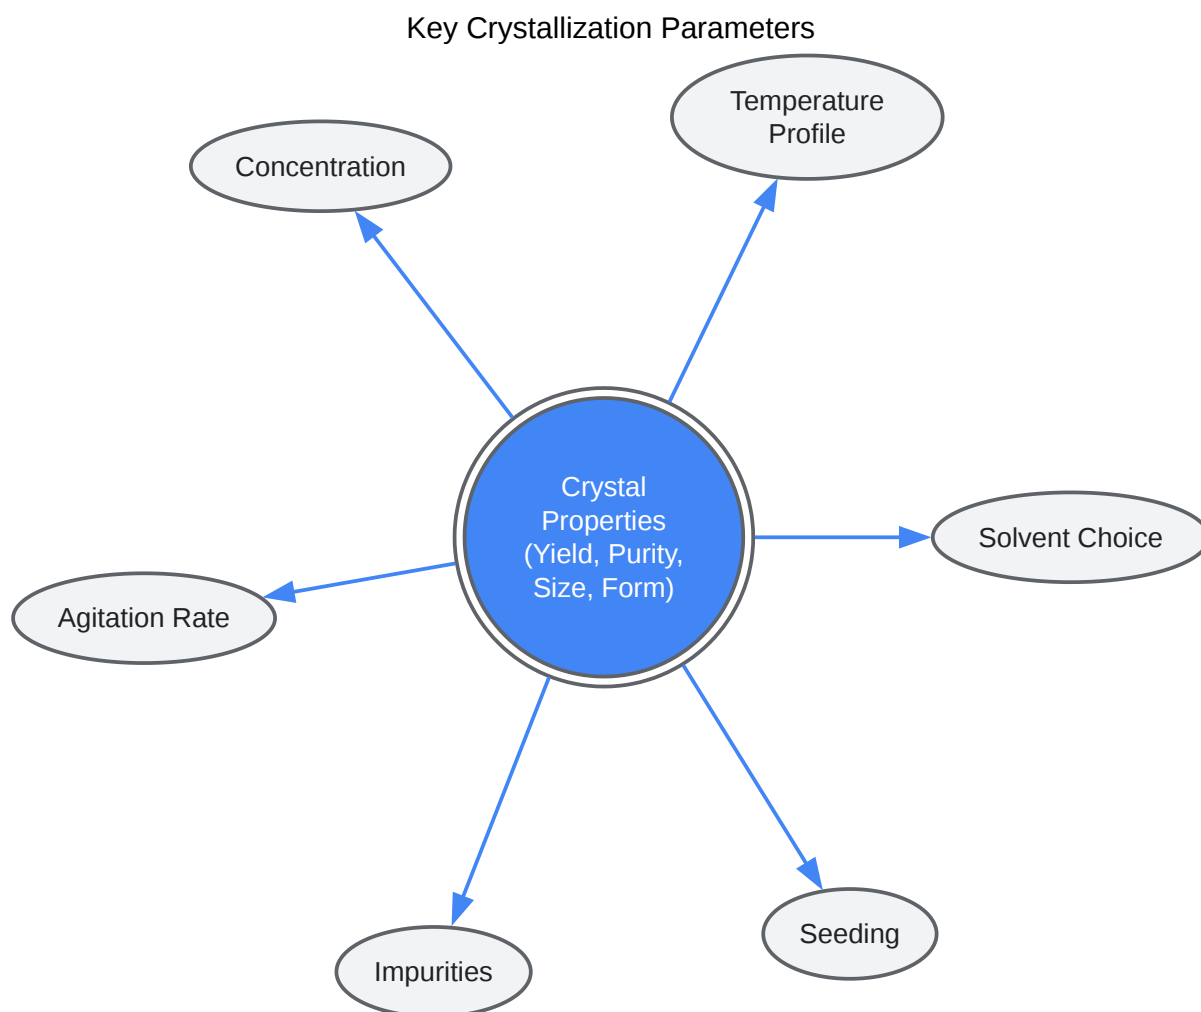 Key Crystallization Parameters
Temperature
Profile
Concentration
Crystal
Properties
(Yield, Purity,
Size, Form)
Solvent Choice
Agitation Rate
Seeding
Impurities